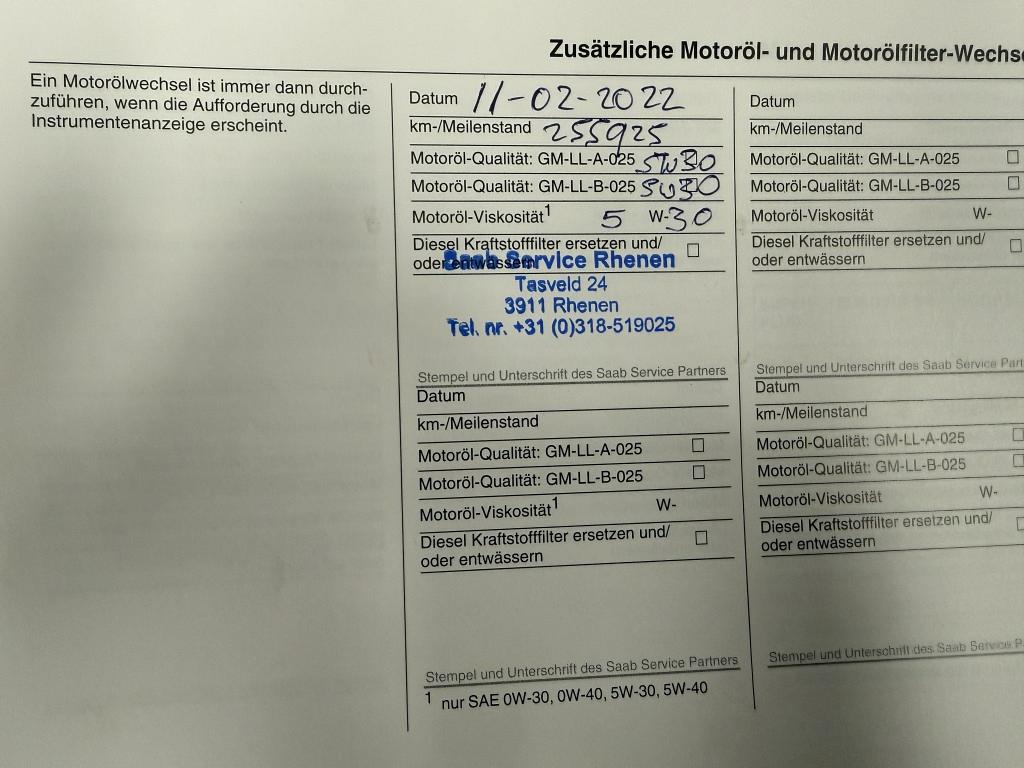 Zusätzliche Motoröl- und Motorölfilter-Wechse
Ein Motorölwechsel ist immer dann durch-
zuführen, wenn die Aufforderung durch die
Instrumentenanzeige erscheint.
Datum 11-02-2022
km-/Meilenstand 255925
Motoröl-Qualität: GM-LL-A-025 5W30
Motoröl-Qualität: GM-LL-B-025 5W30
Motoröl-Viskosität1 5 W-30
Diesel Kraftstofffilter ersetzen und/
oder entwässern
Saab Service Rhenen
Tasveld 24
3911 Rhenen
Tel. nr. +31 (0)318-519025
Stempel und Unterschrift des Saab Service Partners
Datum
km-/Meilenstand
Motoröl-Qualität: GM-LL-A-025
Motoröl-Qualität: GM-LL-B-025
Motoröl-Viskosität1 W-
Diesel Kraftstofffilter ersetzen und/
oder entwässern
Stempel und Unterschrift des Saab Service Partners
1 nur SAE 0W-30, 0W-40, 5W-30, 5W-40
Datum
km-/Meilenstand
Motoröl-Qualität: GM-LL-A-025
Motoröl-Qualität: GM-LL-B-025
Motoröl-Viskosität W-
Diesel Kraftstofffilter ersetzen und/
oder entwässern
Stempel und Unterschrift des Saab Service Part
Datum
km-/Meilenstand
Motoröl-Qualität: GM-LL-A-025
Motoröl-Qualität: GM-LL-B-025
Motoröl-Viskosität W-
Diesel Kraftstofffilter ersetzen und/
oder entwässern
Stempel und Unterschrift des Saab Service P